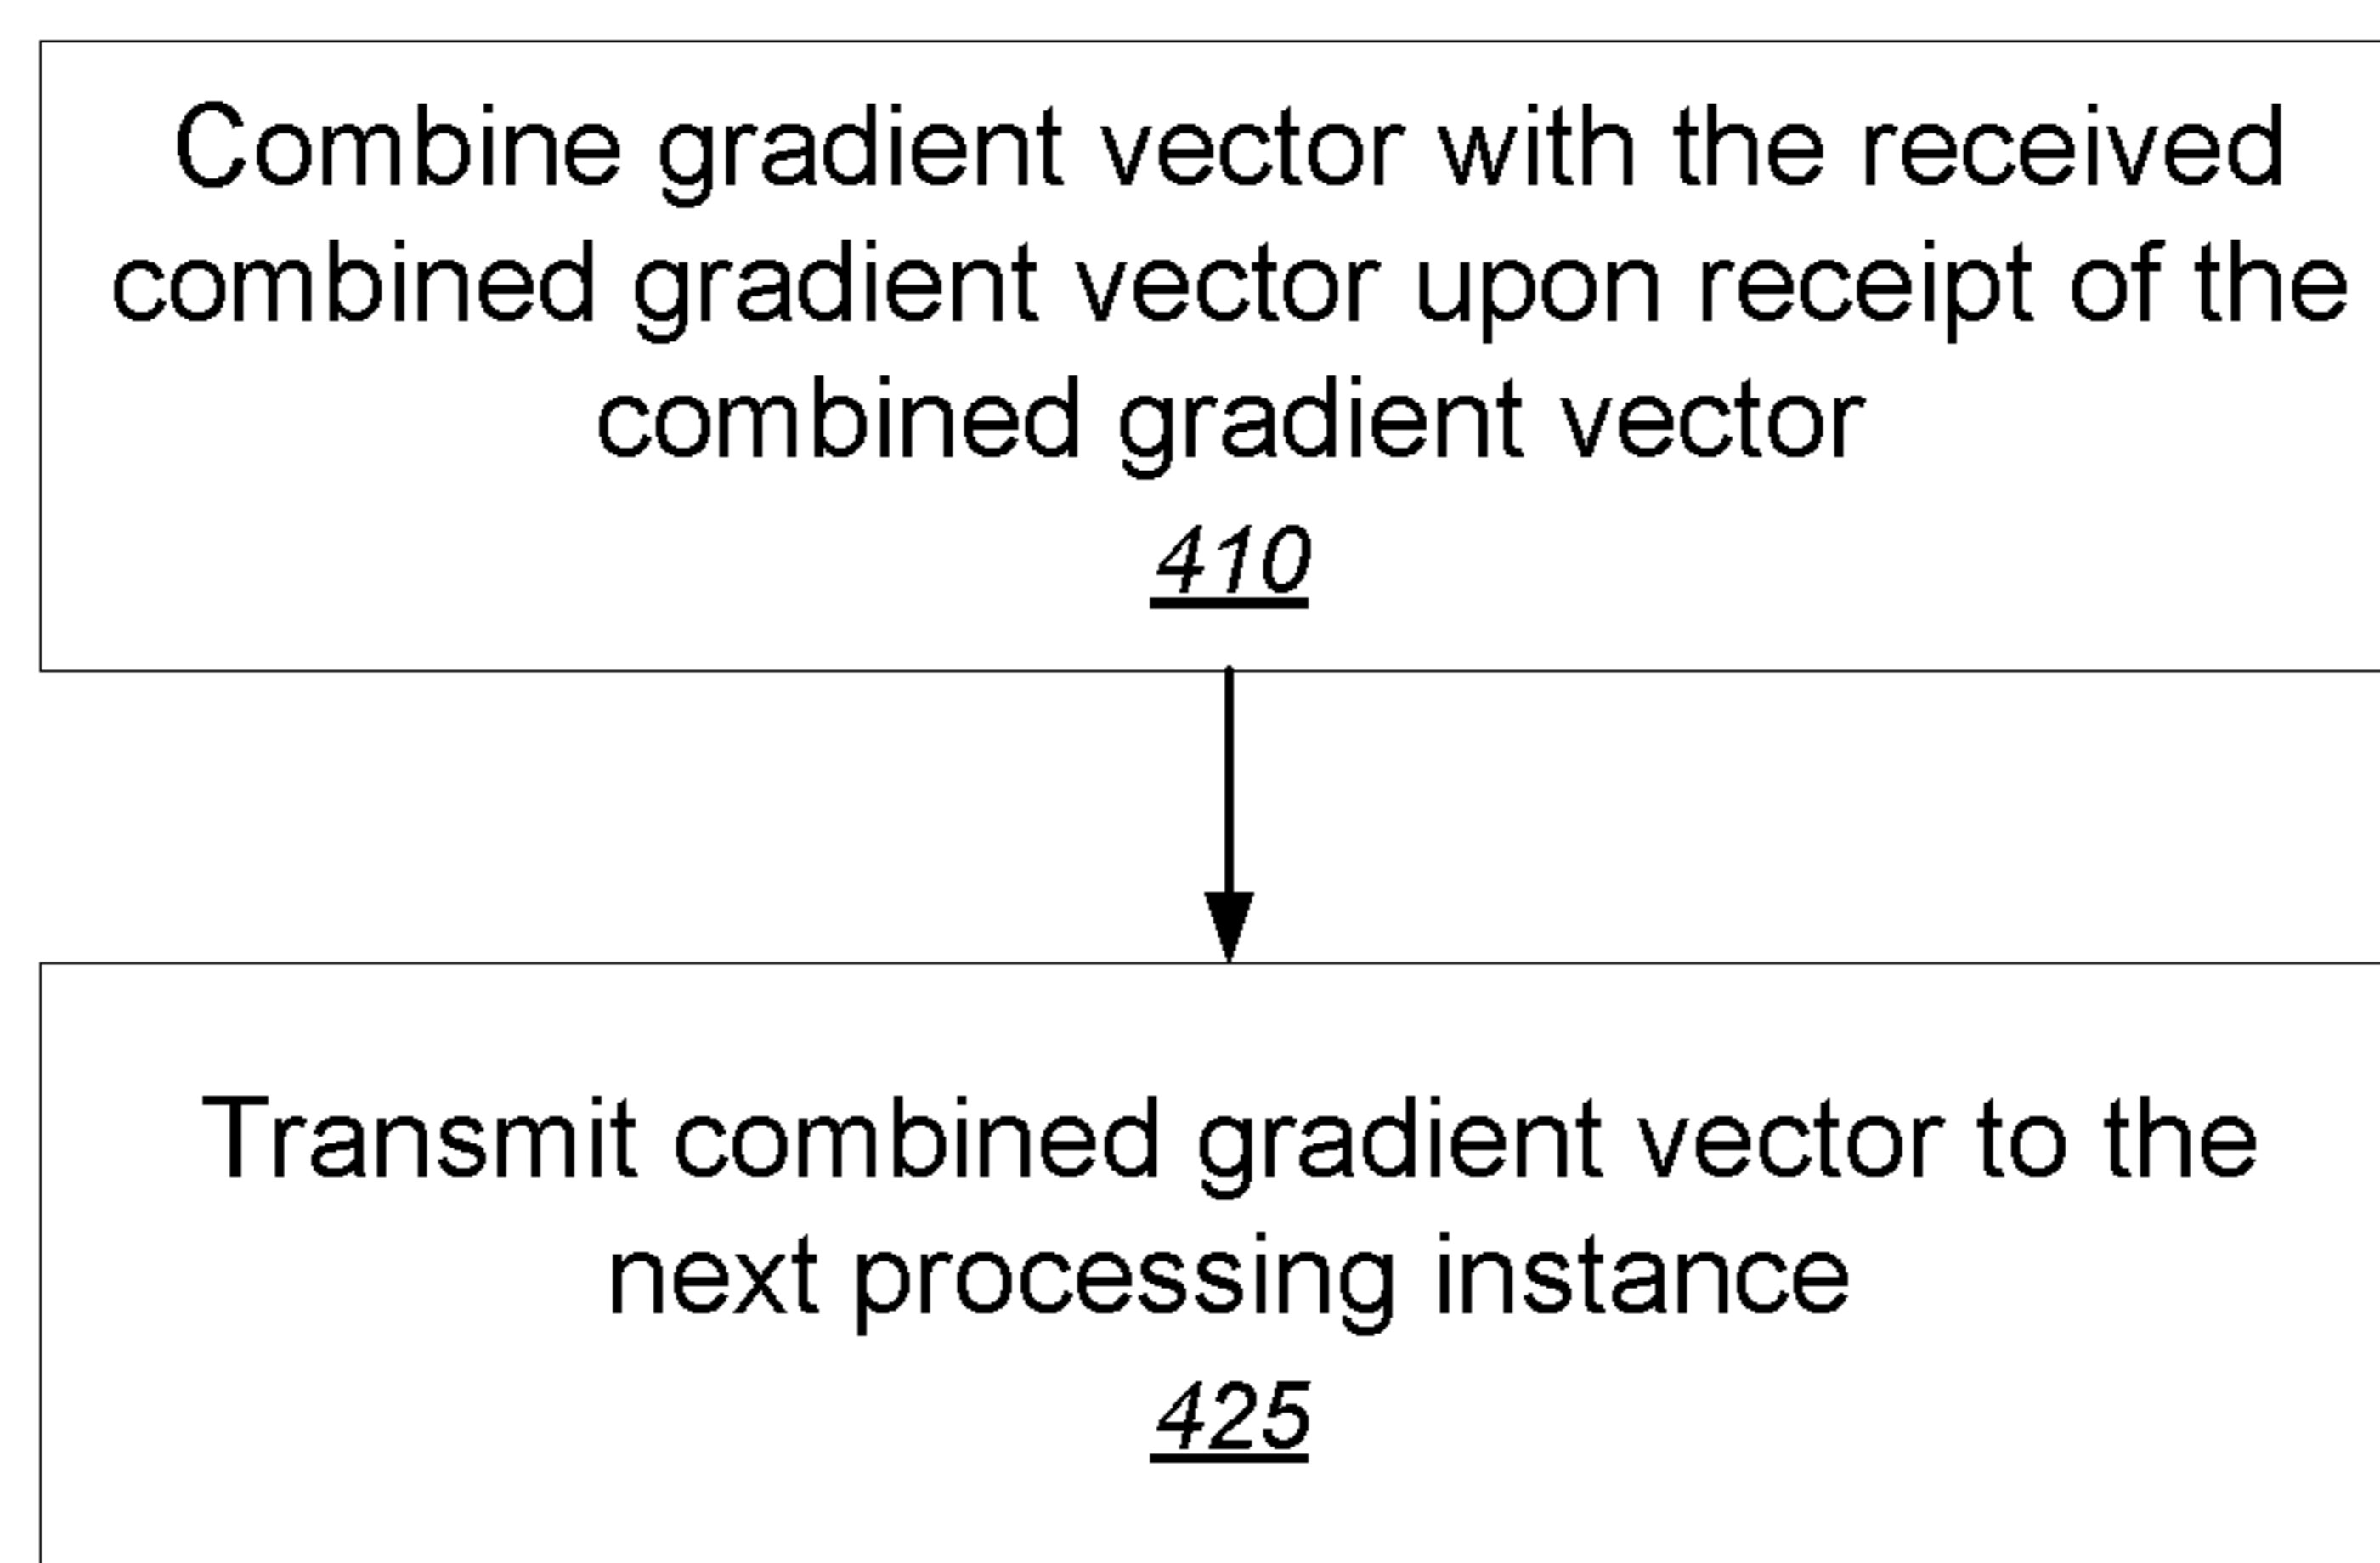 Combine gradient vector with the received
combined gradient vector upon receipt of the
combined gradient vector
410
Transmit combined gradient vector to the
next processing instance
425